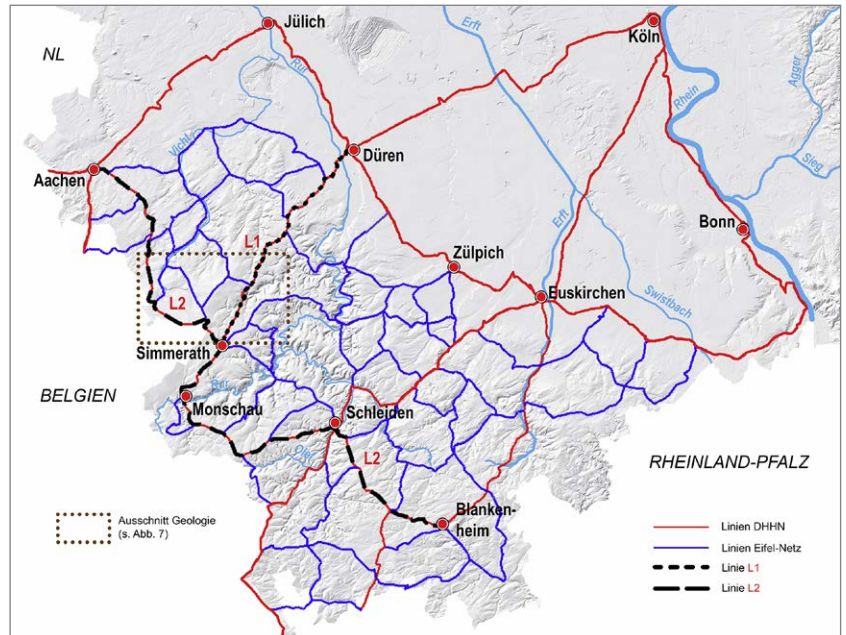 Jülich
NL
Rur
Erft
Köln
Rhein
Agger
Vicht
Düren
Aachen
Sieg
L1
Erft
Bonn
Zülpich
L2
Euskirchen
Swistbach
Simmerath
BELGIEN
Rur
Monschau
Schleiden
Olef
L2
RHEINLAND-PFALZ
Blanken-
heim
Ausschnitt Geologie
(s. Abb. 7)
Linien DHHN
Linien Eifel-Netz
Linie L1
Linie L2